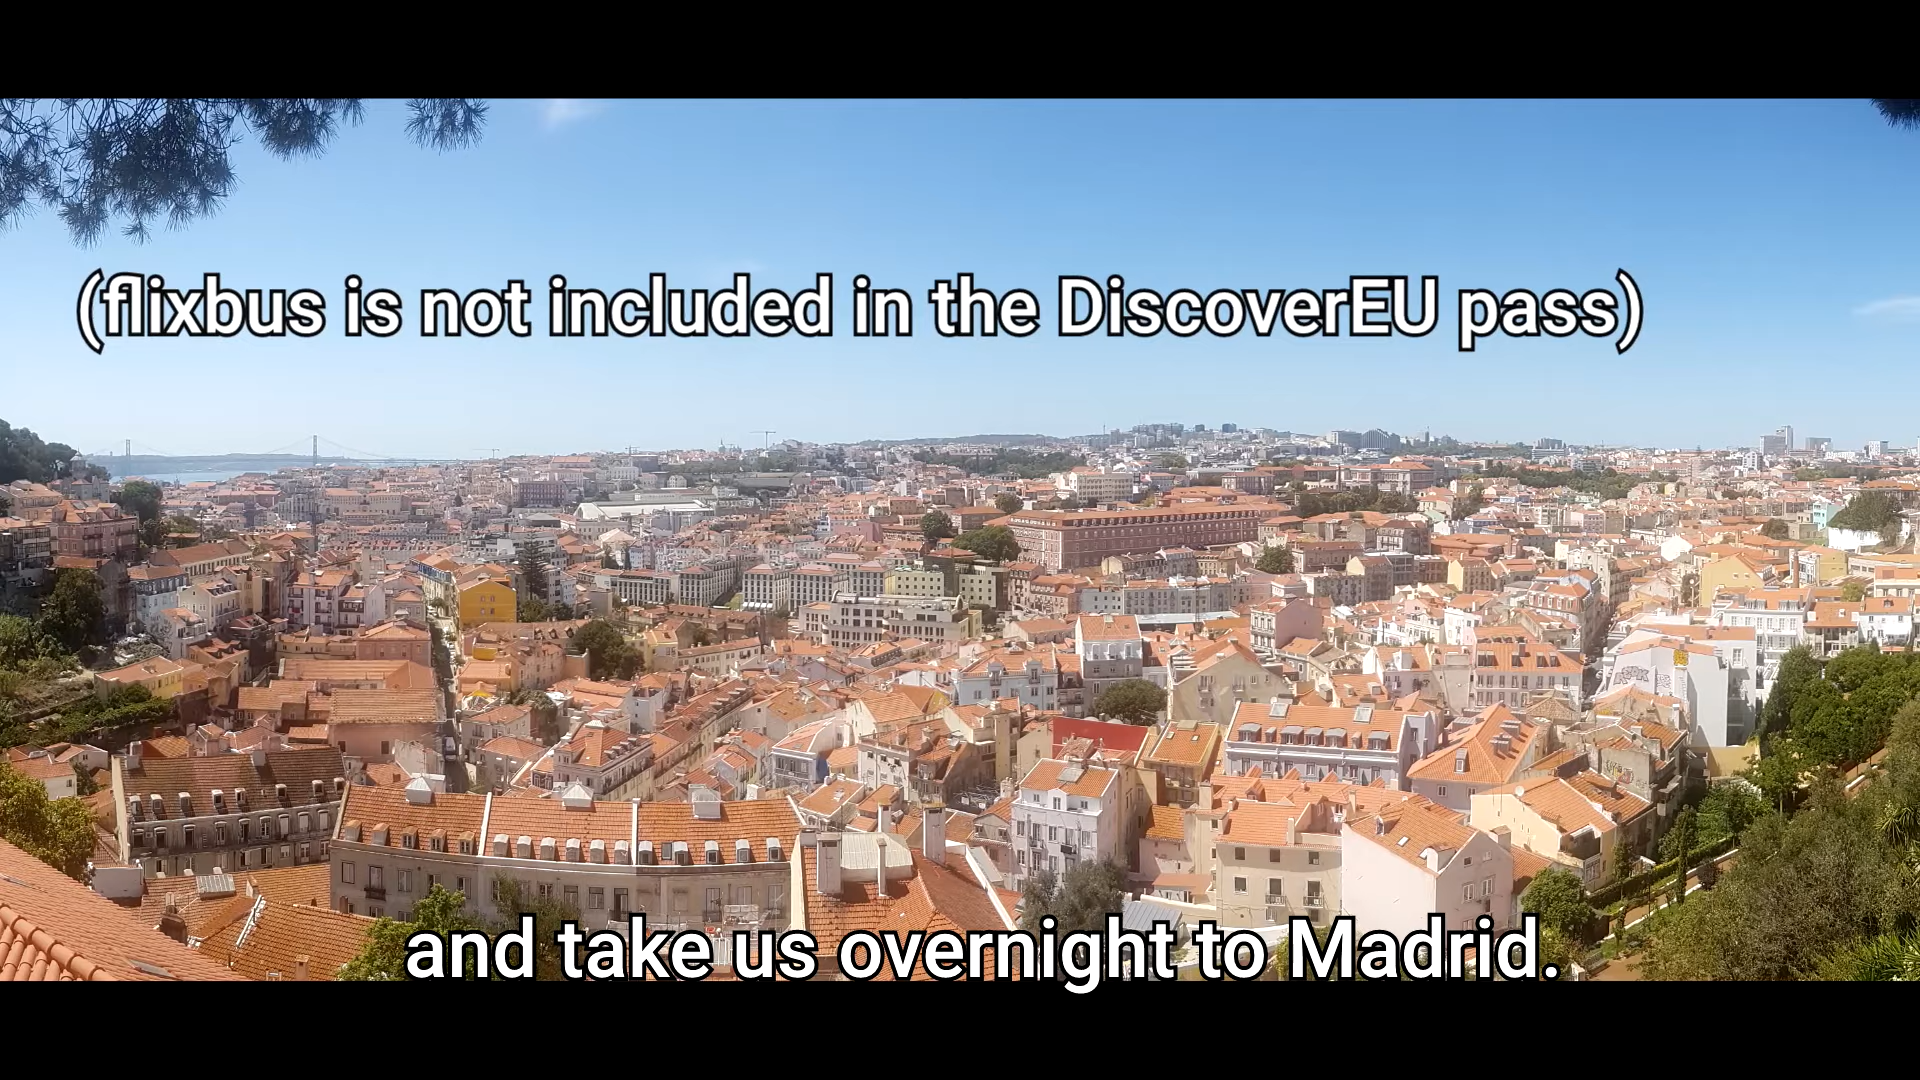 (flixbus is not included in the DiscoverEU pass)
and take us overnight to Madrid.